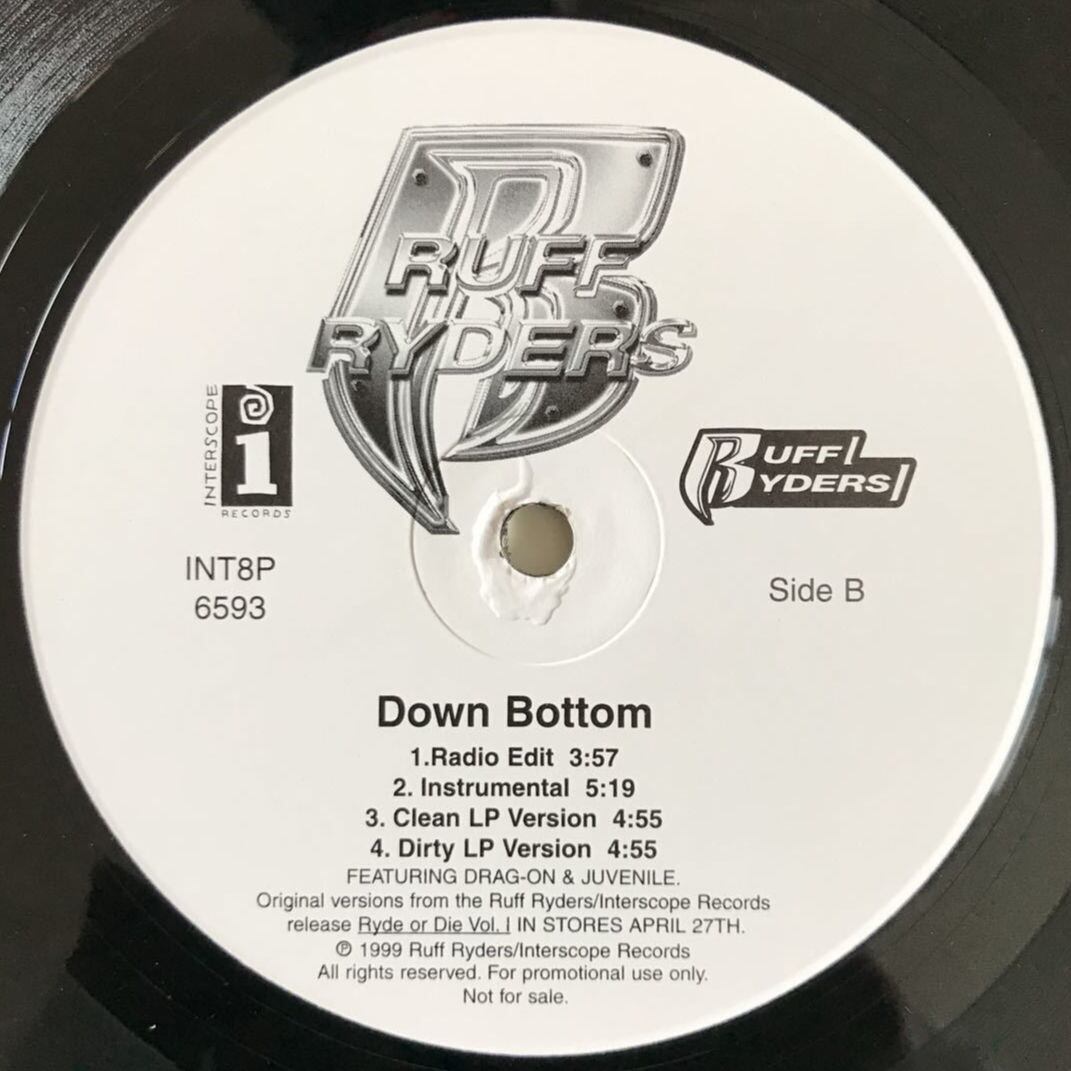 RUFF
RYDERS
INTERSCOPE
i
RECORDS
RUFF
RYDERS
INT8P
6593
Side B
Down Bottom
1.Radio Edit 3:57
2. Instrumental 5:19
3. Clean LP Version 4:55
4. Dirty LP Version 4:55
FEATURING DRAG-ON & JUVENILE.
Original versions from the Ruff Ryders/Interscope Records
release Ryde or Die Vol. I IN STORES APRIL 27TH.
℗ 1999 Ruff Ryders/Interscope Records
All rights reserved. For promotional use only.
Not for sale.